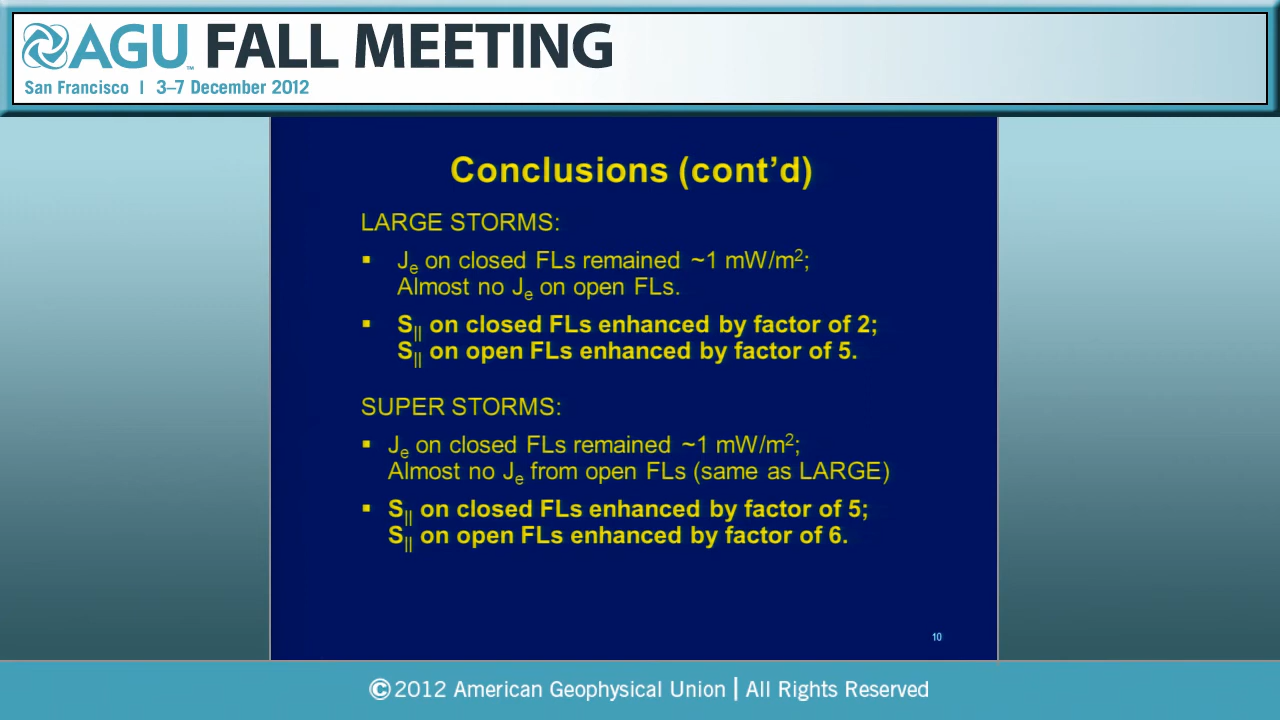 AGU FALL MEETING
San Francisco | 3–7 December 2012
Conclusions (cont’d)
LARGE STORMS:
▪ Je on closed FLs remained ~1 mW/m2;
Almost no Je on open FLs.
▪ S|| on closed FLs enhanced by factor of 2;
S|| on open FLs enhanced by factor of 5.
SUPER STORMS:
▪ Je on closed FLs remained ~1 mW/m2;
Almost no Je from open FLs (same as LARGE)
▪ S|| on closed FLs enhanced by factor of 5;
S|| on open FLs enhanced by factor of 6.
10
©2012 American Geophysical Union | All Rights Reserved